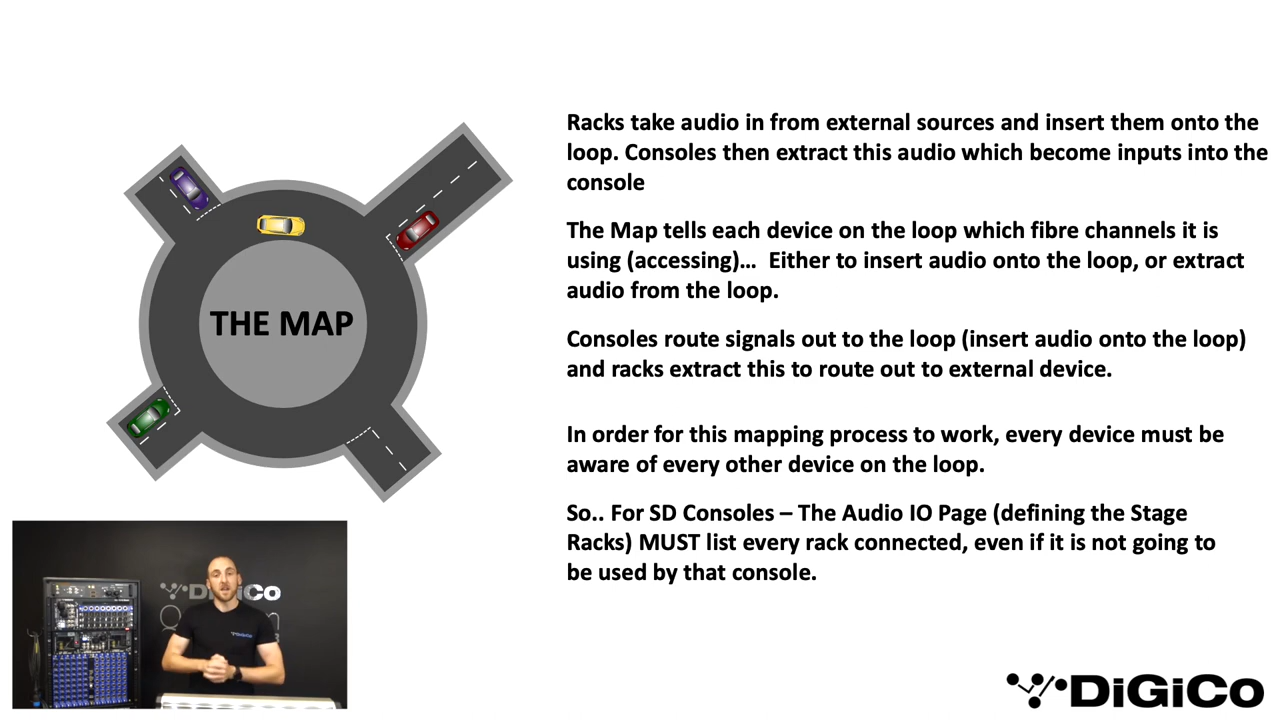 Racks take audio in from external sources and insert them onto the
loop. Consoles then extract this audio which become inputs into the
console
The Map tells each device on the loop which fibre channels it is
using (accessing)…  Either to insert audio onto the loop, or extract
audio from the loop.
THE MAP
Consoles route signals out to the loop (insert audio onto the loop)
and racks extract this to route out to external device.
In order for this mapping process to work, every device must be
aware of every other device on the loop.
So.. For SD Consoles – The Audio IO Page (defining the Stage
Racks) MUST list every rack connected, even if it is not going to
be used by that console.
DiGiCo
DiGiCo
DiGiCo